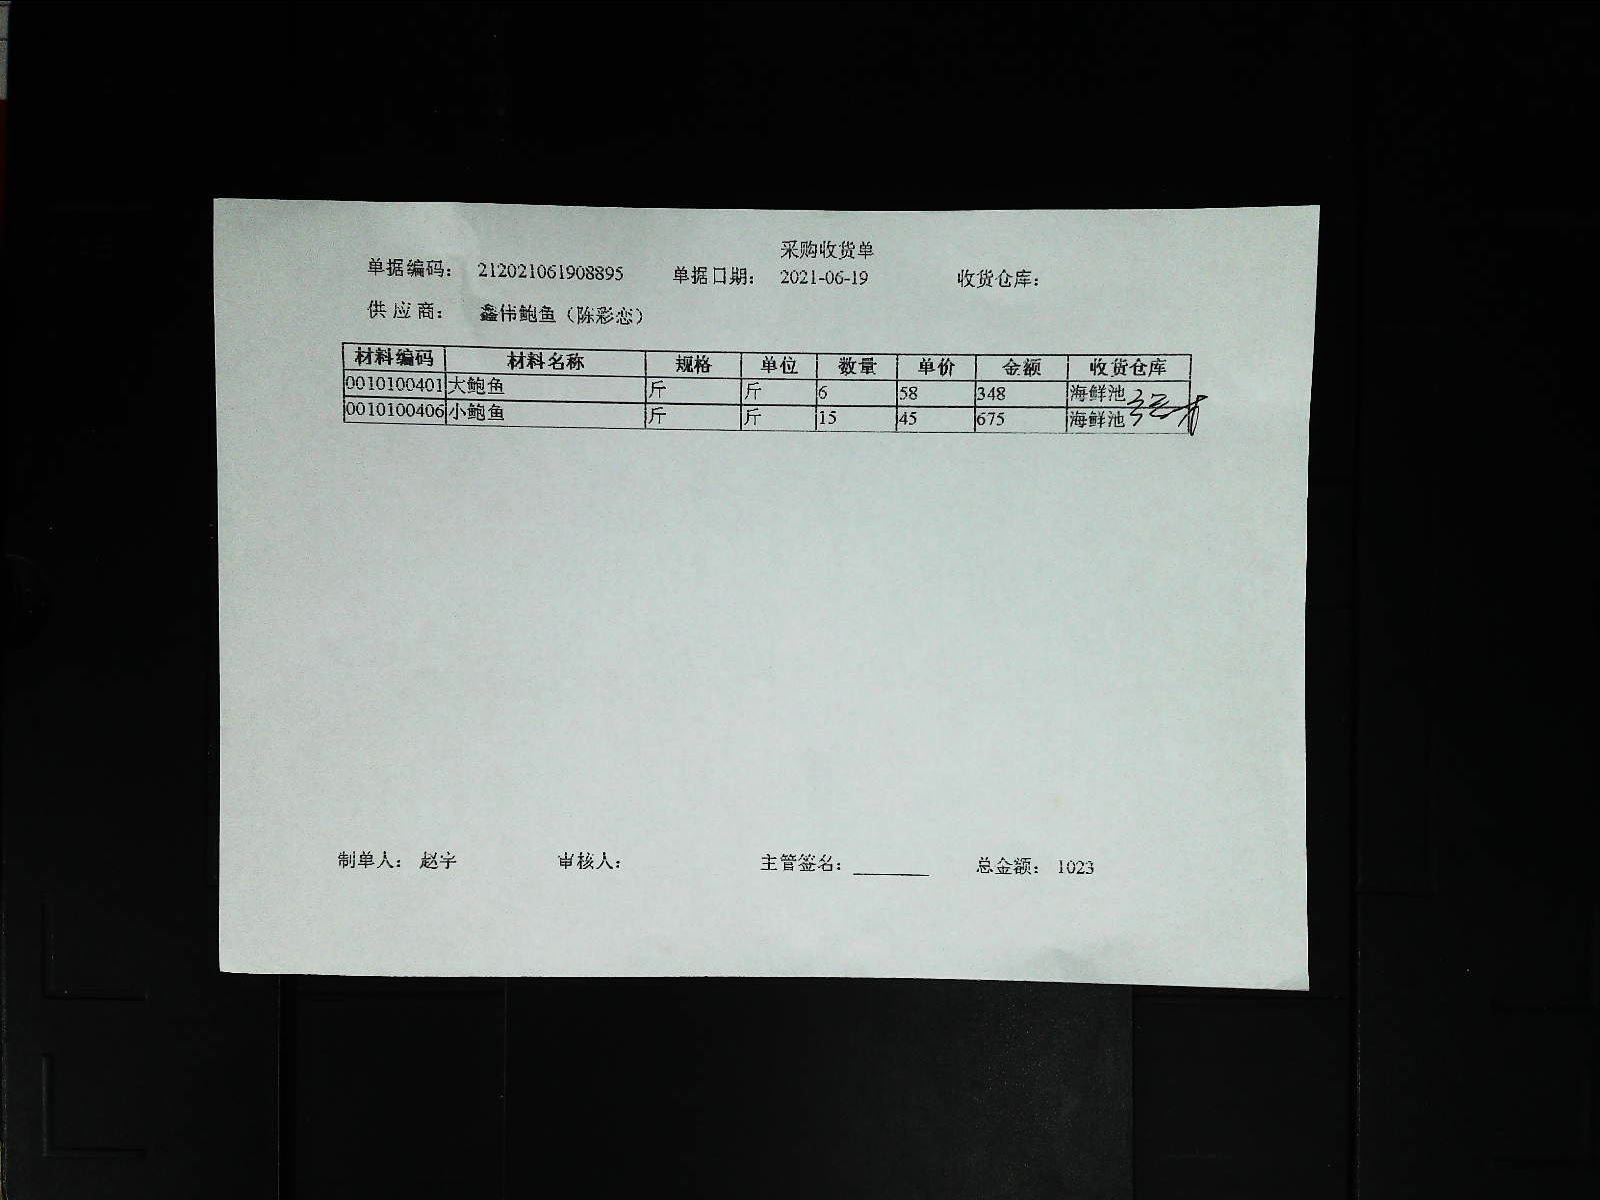 采购收货单
单据编码： 212021061908895 单据日期： 2021-06-19 收货仓库：
供 应 商： 鑫伟鲍鱼（陈彩恋）
材料编码 材料名称 规格 单位 数量 单价 金额 收货仓库
0010100401 大鲍鱼 斤 斤 6 58 348 海鲜池
0010100406 小鲍鱼 斤 斤 15 45 675 海鲜池
制单人： 赵宇 审核人： 主管签名： 总金额： 1023